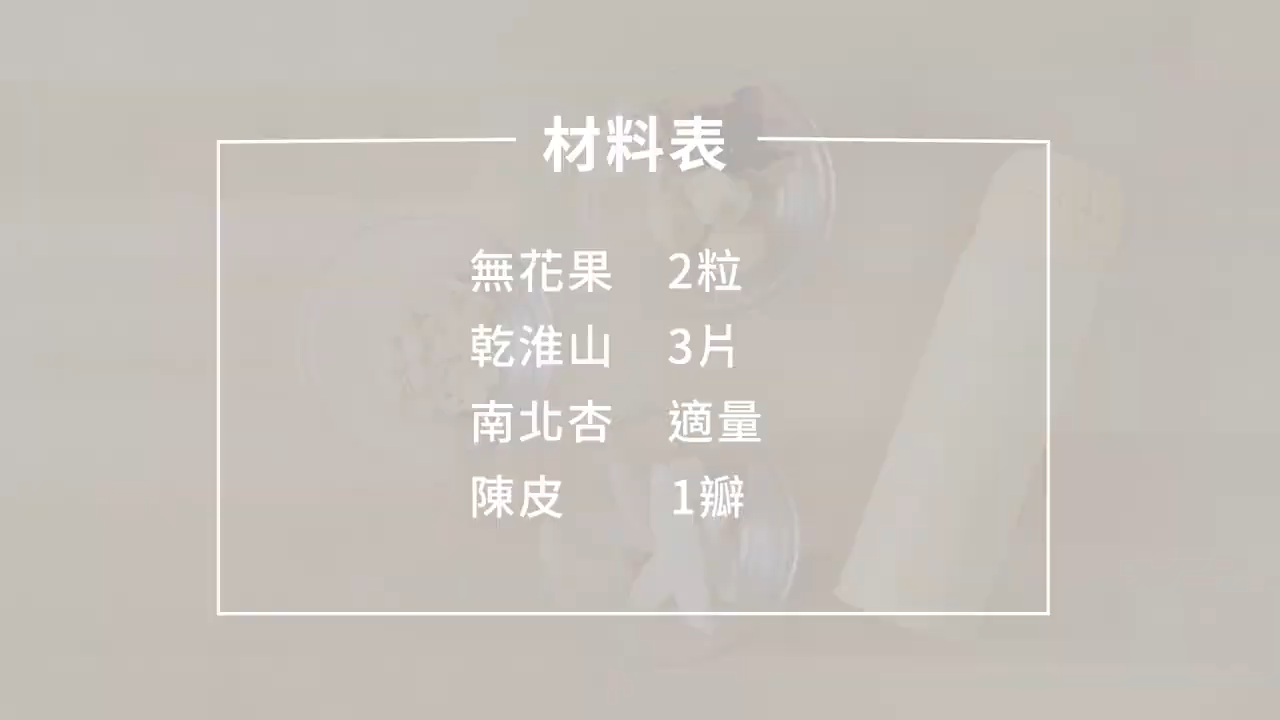 材料表
無花果 2粒
乾淮山 3片
南北杏 適量
陳皮 1瓣